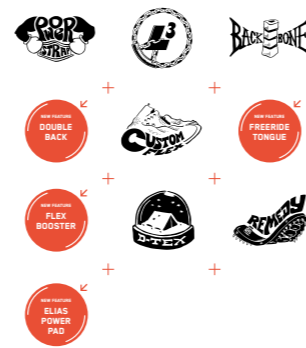 POWER
STRAP
L3
BACK BONE
NEW FEATURE
DOUBLE
BACK
CUSTOM
FLEX
NEW FEATURE
FREERIDE
TONGUE
NEW FEATURE
FLEX
BOOSTER
D-TEX
REMEDY
NEW FEATURE
ELIAS
POWER
PAD